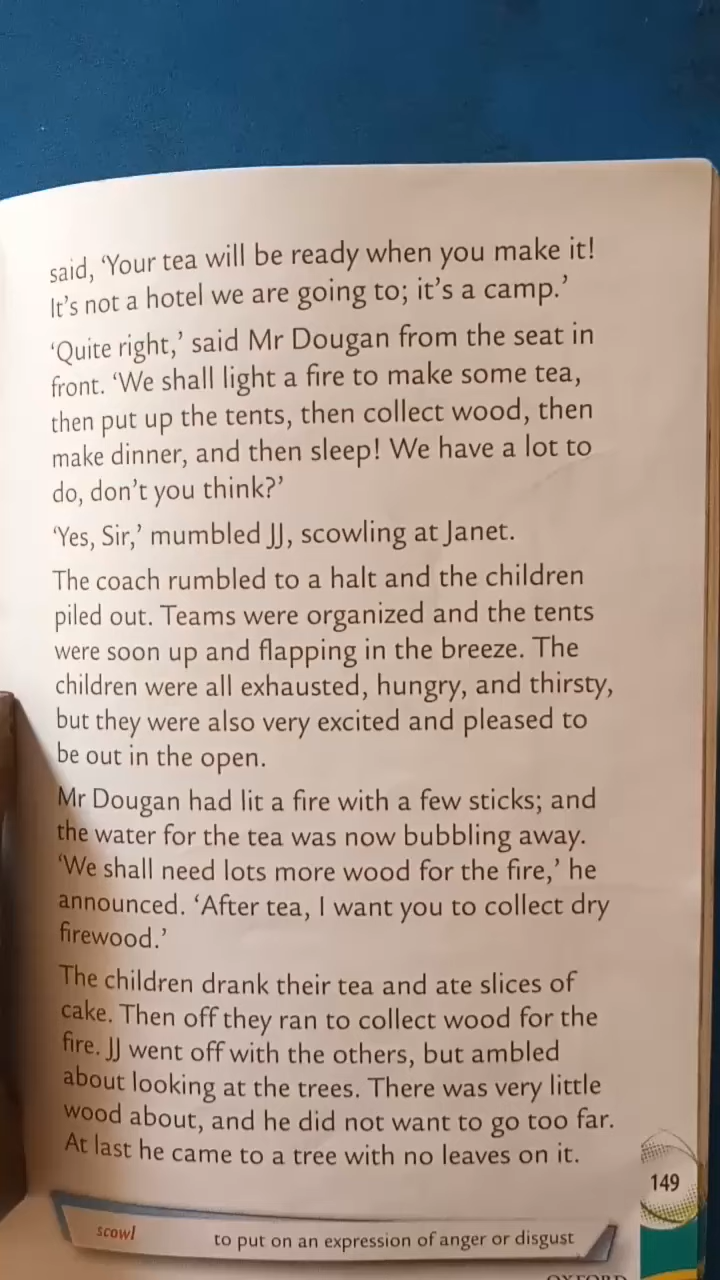 said, ‘Your tea will be ready when you make it!
It’s not a hotel we are going to; it’s a camp.’
‘Quite right,’ said Mr Dougan from the seat in
front. ‘We shall light a fire to make some tea,
then put up the tents, then collect wood, then
make dinner, and then sleep! We have a lot to
do, don’t you think?’
‘Yes, Sir,’ mumbled JJ, scowling at Janet.
The coach rumbled to a halt and the children
piled out. Teams were organized and the tents
were soon up and flapping in the breeze. The
children were all exhausted, hungry, and thirsty,
but they were also very excited and pleased to
be out in the open.
Mr Dougan had lit a fire with a few sticks; and
the water for the tea was now bubbling away.
‘We shall need lots more wood for the fire,’ he
announced. ‘After tea, I want you to collect dry
firewood.’
The children drank their tea and ate slices of
cake. Then off they ran to collect wood for the
fire. JJ went off with the others, but ambled
about looking at the trees. There was very little
wood about, and he did not want to go too far.
At last he came to a tree with no leaves on it.
149
scowl to put on an expression of anger or disgust
OXFORD